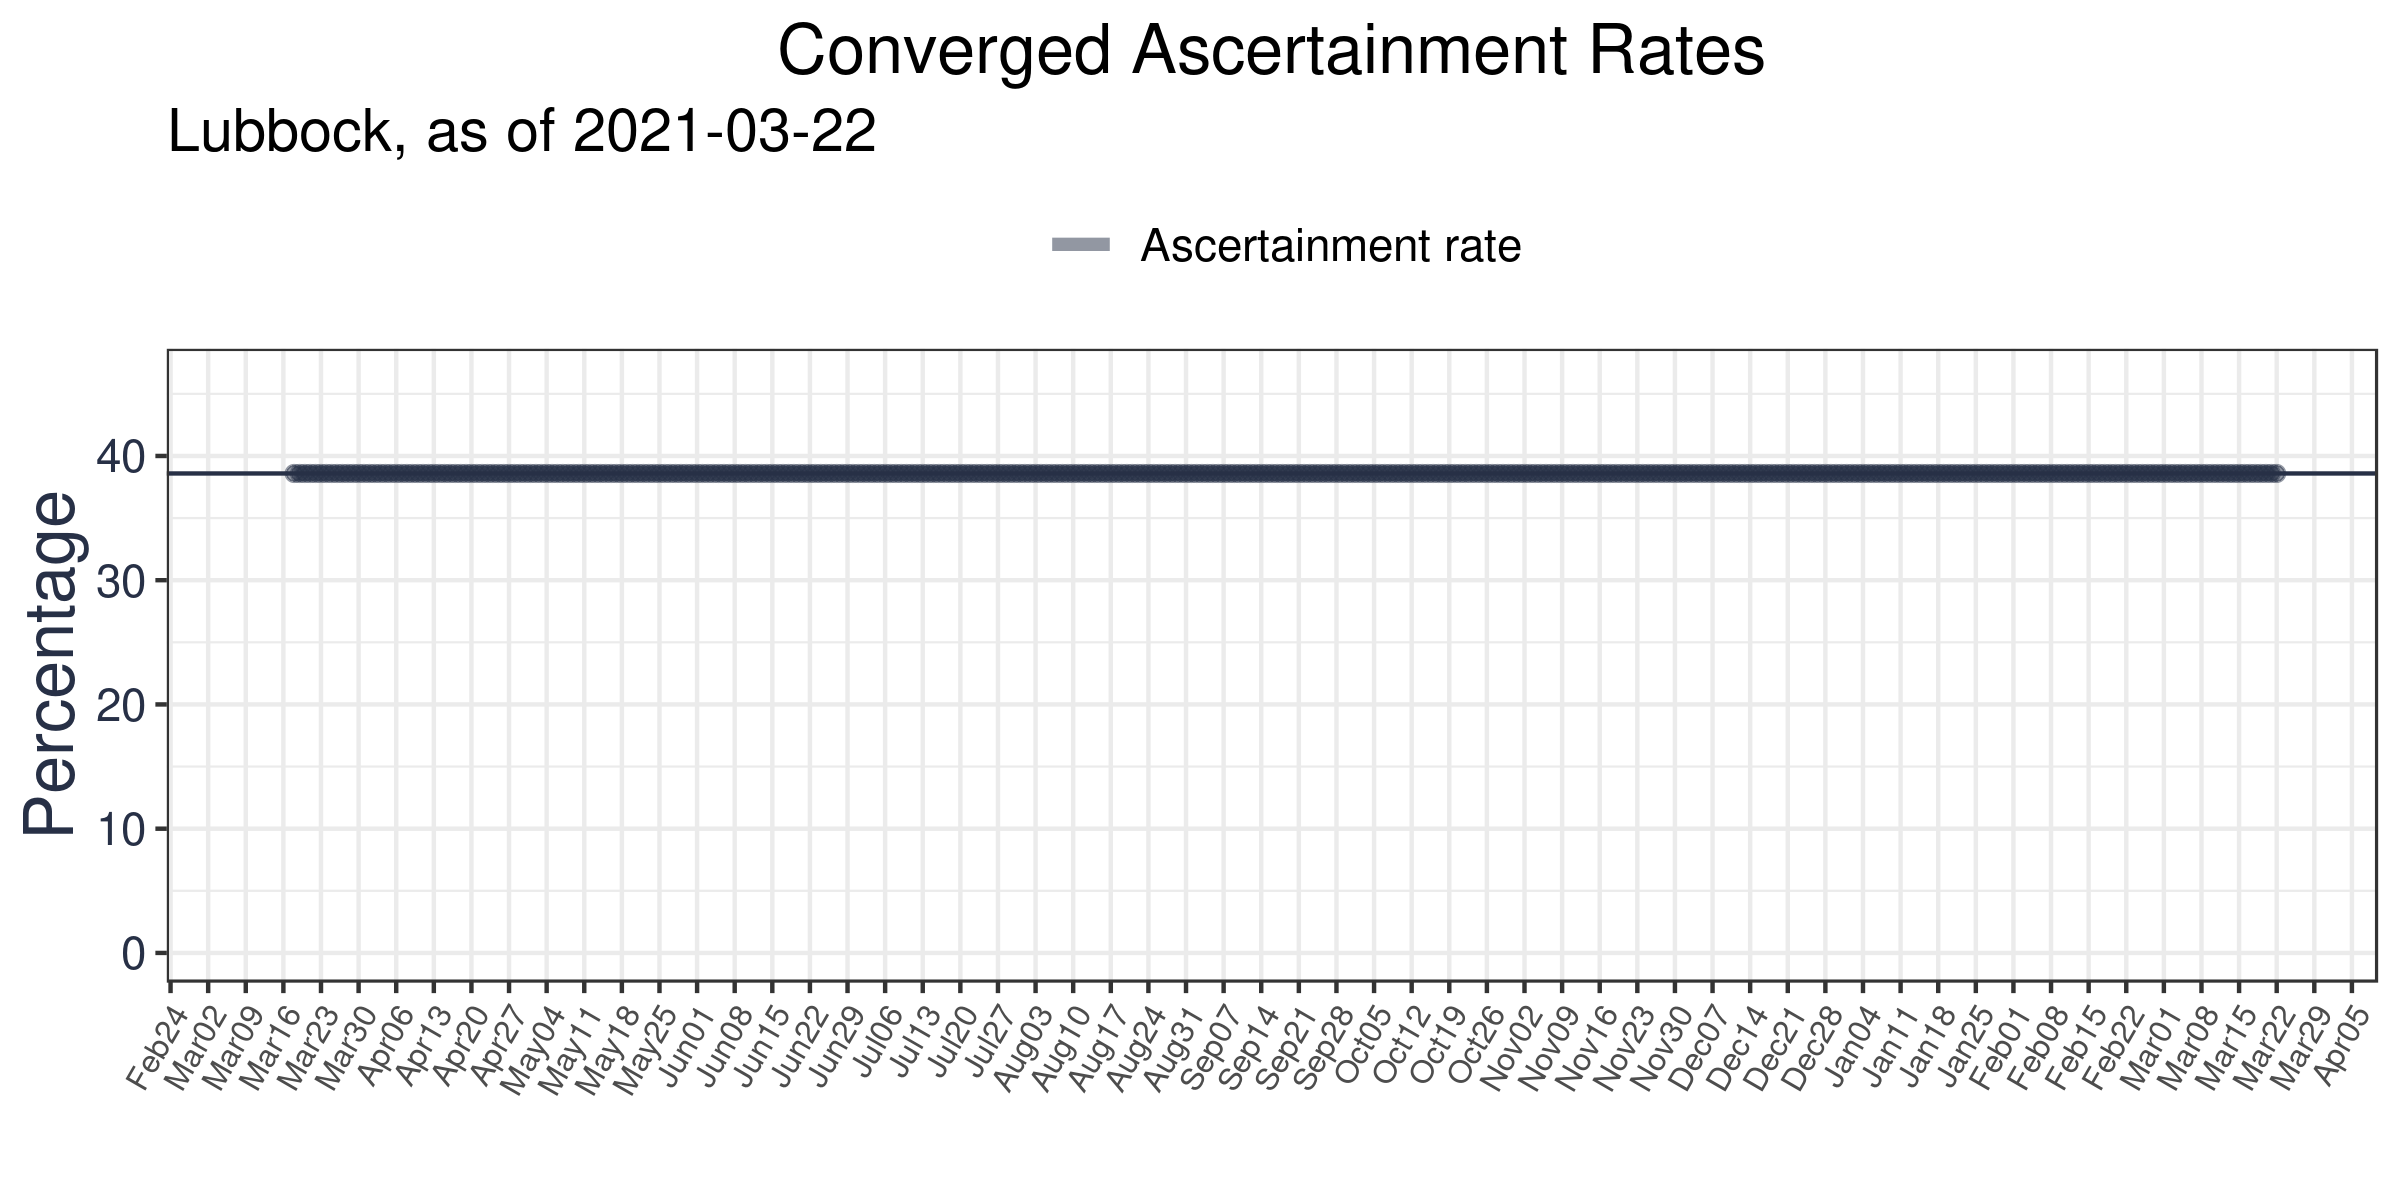 Converged Ascertainment Rates
Lubbock, as of 2021-03-22
Ascertainment rate
Percentage
40
30
20
10
0
Feb24 Mar02 Mar09 Mar16 Mar23 Mar30 Apr06 Apr13 Apr20 Apr27 May04 May11 May18 May25 Jun01 Jun08 Jun15 Jun22 Jun29 Jul06 Jul13 Jul20 Jul27 Aug03 Aug10 Aug17 Aug24 Aug31 Sep07 Sep14 Sep21 Sep28 Oct05 Oct12 Oct19 Oct26 Nov02 Nov09 Nov16 Nov23 Nov30 Dec07 Dec14 Dec21 Dec28 Jan04 Jan11 Jan18 Jan25 Feb01 Feb08 Feb15 Feb22 Mar01 Mar08 Mar15 Mar22 Mar29 Apr05